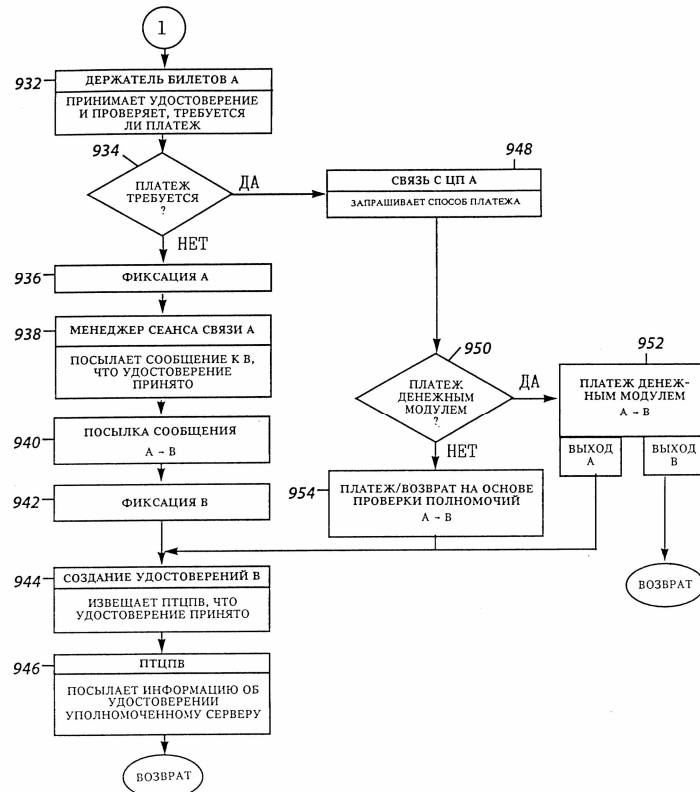 1
932
ДЕРЖАТЕЛЬ БИЛЕТОВ А
ПРИНИМАЕТ УДОСТОВЕРЕНИЕ
И ПРОВЕРЯЕТ, ТРЕБУЕТСЯ
ЛИ ПЛАТЕЖ
934
ПЛАТЕЖ
ТРЕБУЕТСЯ
?
ДА
НЕТ
948
СВЯЗЬ С ЦП А
ЗАПРАШИВАЕТ СПОСОБ ПЛАТЕЖА
936
ФИКСАЦИЯ А
938
МЕНЕДЖЕР СЕАНСА СВЯЗИ А
ПОСЫЛАЕТ СООБЩЕНИЕ К В,
ЧТО УДОСТОВЕРЕНИЕ
ПРИНЯТО
950
ПЛАТЕЖ
ДЕНЕЖНЫМ
МОДУЛЕМ
?
ДА
НЕТ
952
ПЛАТЕЖ ДЕНЕЖ-
НЫМ МОДУЛЕМ
А - В
ВЫХОД
А
ВЫХОД
В
940
ПОСЫЛКА СООБЩЕНИЯ
А - В
942
ФИКСАЦИЯ В
954
ПЛАТЕЖ/ВОЗВРАТ НА ОСНОВЕ
ПРОВЕРКИ ПОЛНОМОЧИЙ
А - В
ВОЗВРАТ
944
СОЗДАНИЕ УДОСТОВЕРЕНИЙ В
ИЗВЕЩАЕТ ПТЦПВ, ЧТО
УДОСТОВЕРЕНИЕ ПРИНЯТО
946
ПТЦПВ
ПОСЫЛАЕТ ИНФОРМАЦИЮ ОБ
УДОСТОВЕРЕНИИ
УПОЛНОМОЧЕННОМУ СЕРВЕРУ
ВОЗВРАТ